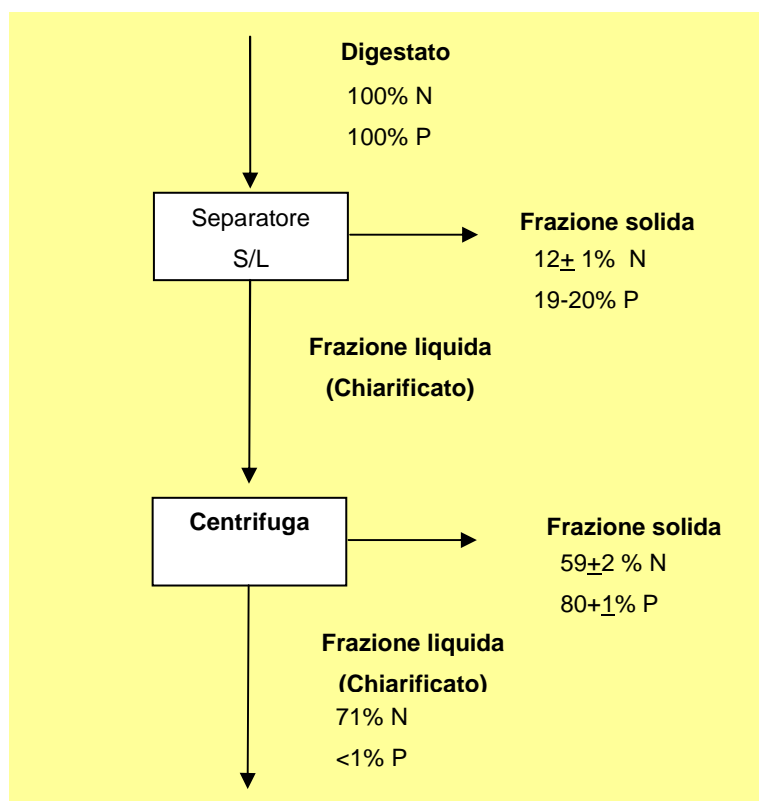 Digestato
100% N
100% P
Separatore
S/L
Frazione solida
12± 1% N
19-20% P
Frazione liquida
(Chiarificato)
Centrifuga
Frazione solida
59±2 % N
80+1% P
Frazione liquida
(Chiarificato)
71% N
<1% P